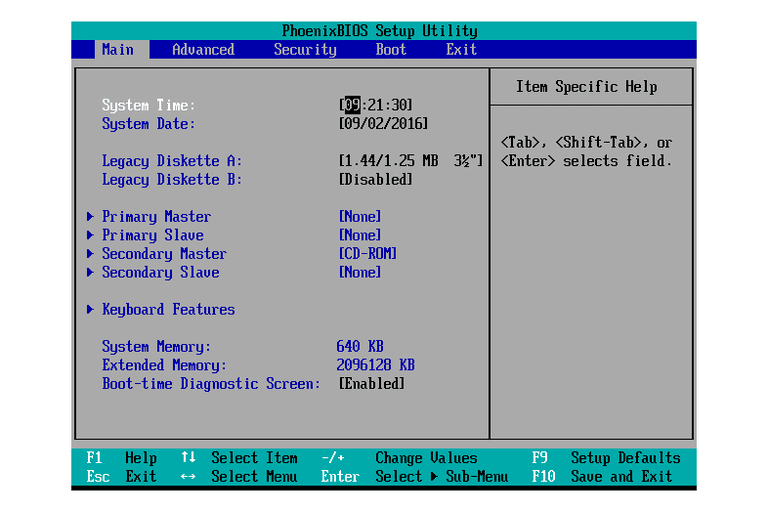 PhoenixBIOS Setup Utility
Main Advanced Security Boot Exit
Item Specific Help
System Time: [09:21:30]
System Date: [09/02/2016]
<Tab>, <Shift-Tab>, or
<Enter> selects field.
Legacy Diskette A: [1.44/1.25 MB 3½"]
Legacy Diskette B: [Disabled]
Primary Master [None]
Primary Slave [None]
Secondary Master [CD-ROM]
Secondary Slave [None]
Keyboard Features
System Memory: 640 KB
Extended Memory: 2096128 KB
Boot-time Diagnostic Screen: [Enabled]
F1 Help ↑↓ Select Item -/+ Change Values F9 Setup Defaults
Esc Exit ↔ Select Menu Enter Select ▶ Sub-Menu F10 Save and Exit